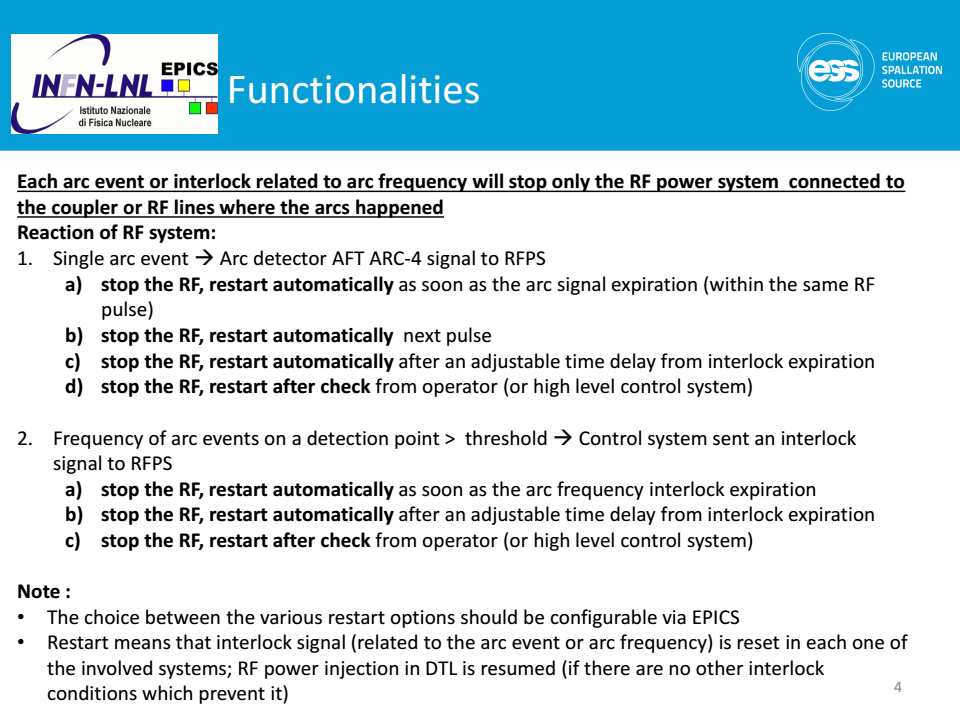 INFN-LNL
EPICS
Istituto Nazionale
di Fisica Nucleare
Functionalities
ess
EUROPEAN
SPALLATION
SOURCE
Each arc event or interlock related to arc frequency will stop only the RF power system  connected to
the coupler or RF lines where the arcs happened
Reaction of RF system:
1. Single arc event → Arc detector AFT ARC-4 signal to RFPS
a) stop the RF, restart automatically as soon as the arc signal expiration (within the same RF
pulse)
b) stop the RF, restart automatically  next pulse
c) stop the RF, restart automatically after an adjustable time delay from interlock expiration
d) stop the RF, restart after check from operator (or high level control system)
2. Frequency of arc events on a detection point >  threshold → Control system sent an interlock
signal to RFPS
a) stop the RF, restart automatically as soon as the arc frequency interlock expiration
b) stop the RF, restart automatically after an adjustable time delay from interlock expiration
c) stop the RF, restart after check from operator (or high level control system)
Note :
• The choice between the various restart options should be configurable via EPICS
• Restart means that interlock signal (related to the arc event or arc frequency) is reset in each one of
the involved systems; RF power injection in DTL is resumed (if there are no other interlock
conditions which prevent it)
4